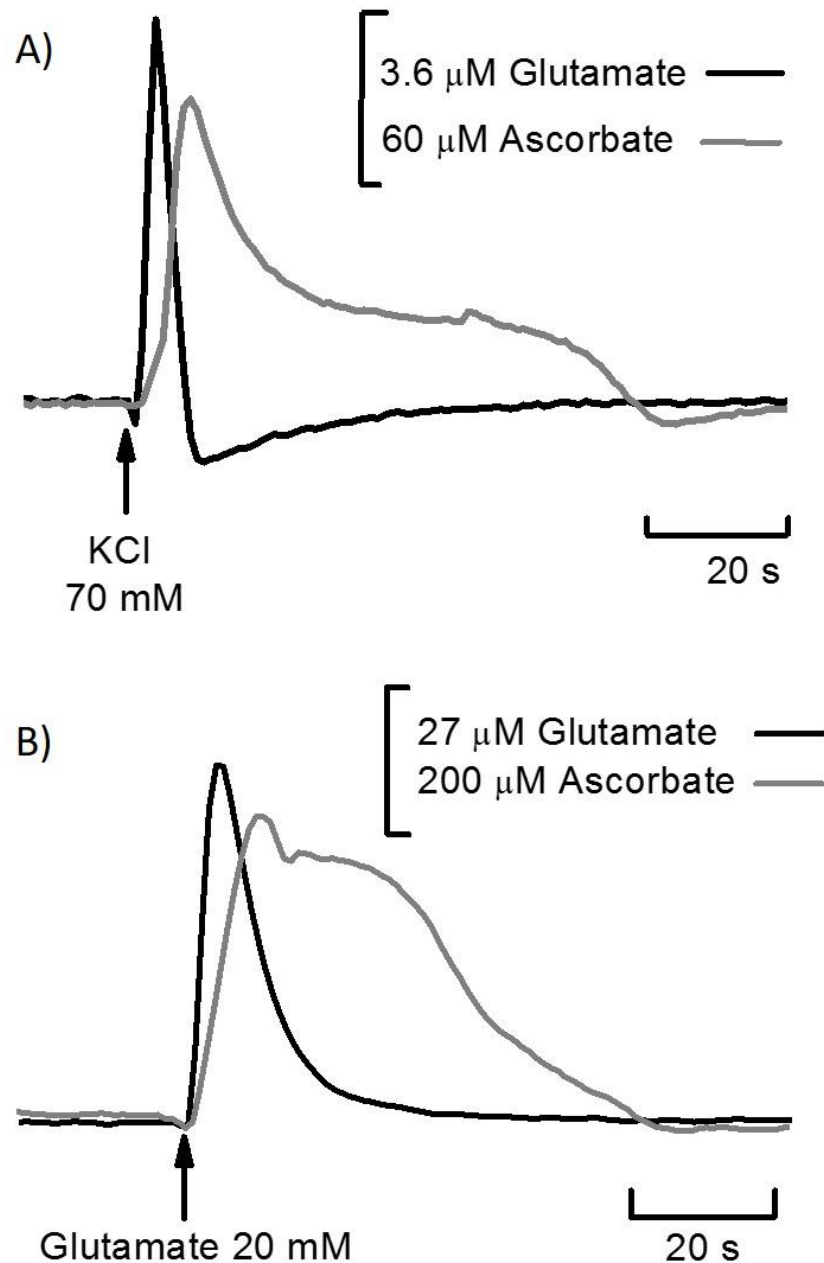 A)
3.6 μM Glutamate
60 μM Ascorbate
KCl
70 mM
20 s
B)
27 μM Glutamate
200 μM Ascorbate
Glutamate 20 mM
20 s